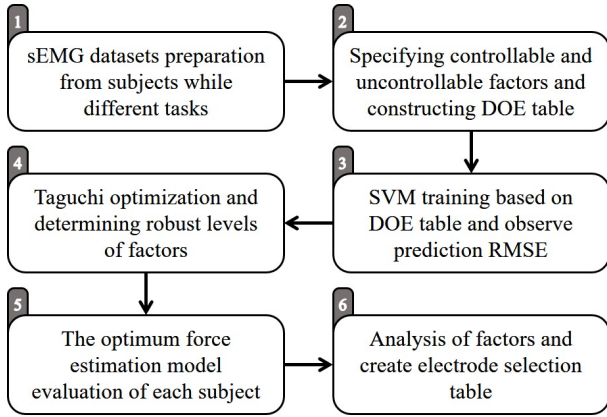 1
sEMG datasets preparation
from subjects while
different tasks
2
Specifying controllable and
uncontrollable factors and
constructing DOE table
3
SVM training based on
DOE table and observe
prediction RMSE
4
Taguchi optimization and
determining robust levels
of factors
5
The optimum force
estimation model
evaluation of each subject
6
Analysis of factors and
create electrode selection
table